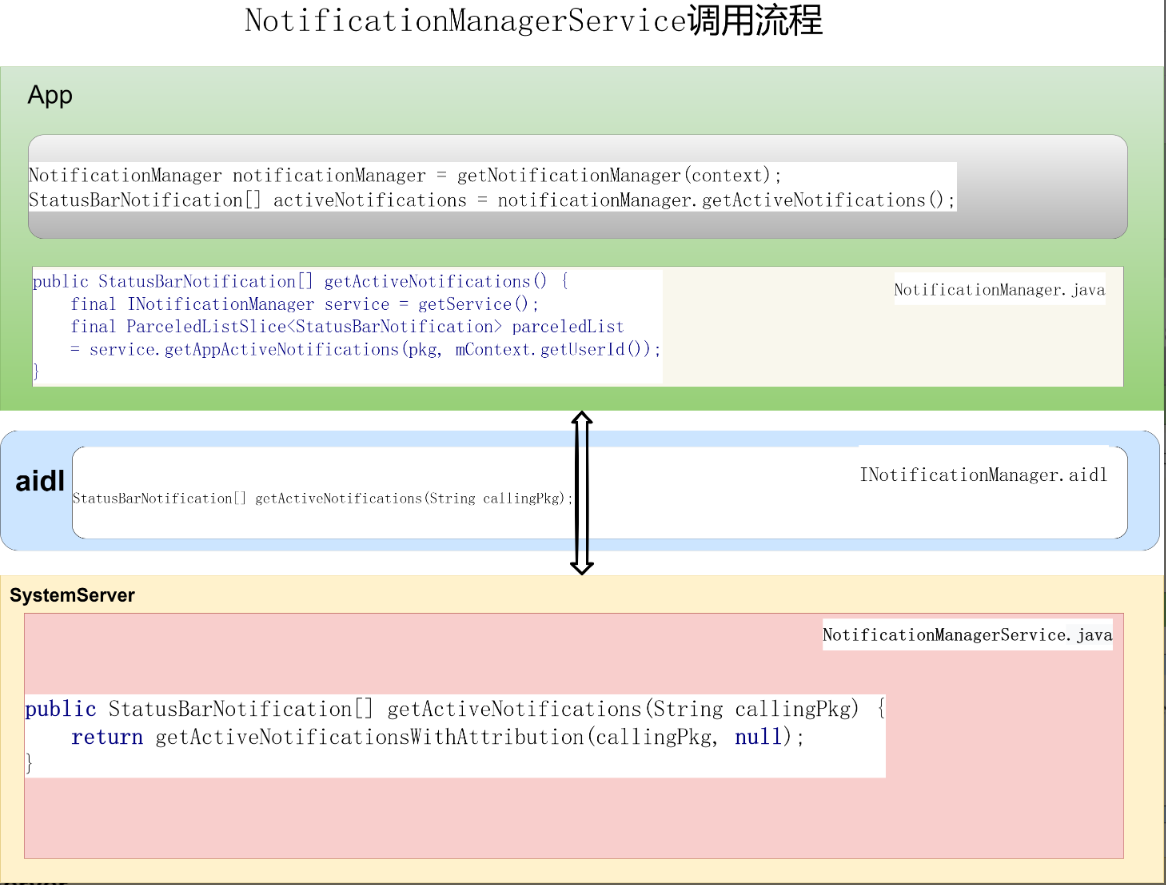 NotificationManagerService调用流程
App
NotificationManager notificationManager = getNotificationManager(context);
StatusBarNotification[] activeNotifications = notificationManager.getActiveNotifications();
public StatusBarNotification[] getActiveNotifications() {
NotificationManager.java
final INotificationManager service = getService();
final ParceledListSlice<StatusBarNotification> parceledList
= service.getAppActiveNotifications(pkg, mContext.getUserId());
}
aidl
INotificationManager.aidl
StatusBarNotification[] getActiveNotifications(String callingPkg);
SystemServer
NotificationManagerService.java
public StatusBarNotification[] getActiveNotifications(String callingPkg) {
return getActiveNotificationsWithAttribution(callingPkg, null);
}